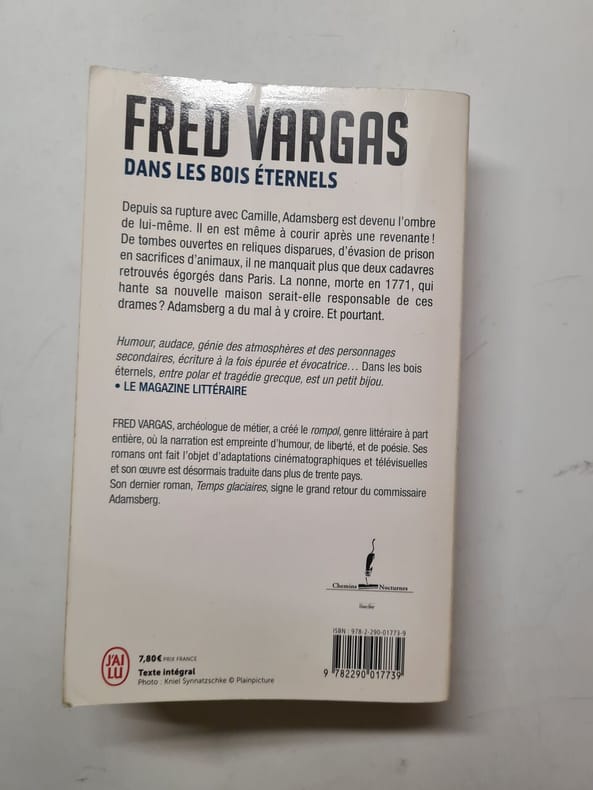 FRED VARGAS
DANS LES BOIS ÉTERNELS
Depuis sa rupture avec Camille, Adamsberg est devenu l'ombre
de lui-même. Il en est même à courir après une revenante !
De tombes ouvertes en reliques disparues, d'évasion de prison
en sacrifices d'animaux, il ne manquait plus que deux cadavres
retrouvés égorgés dans Paris. La nonne, morte en 1771, qui
hante sa nouvelle maison serait-elle responsable de ces
drames ? Adamsberg a du mal à y croire. Et pourtant.
Humour, audace, génie des atmosphères et des personnages
secondaires, écriture à la fois épurée et évocatrice… Dans les bois
éternels, entre polar et tragédie grecque, est un petit bijou.
• LE MAGAZINE LITTÉRAIRE
FRED VARGAS, archéologue de métier, a créé le rompol, genre littéraire à part
entière, où la narration est empreinte d'humour, de liberté, et de poésie. Ses
romans ont fait l'objet d'adaptations cinématographiques et télévisuelles
et son œuvre est désormais traduite dans plus de trente pays.
Son dernier roman, Temps glaciaires, signe le grand retour du commissaire
Adamsberg.
Chemins Nocturnes
ISBN : 978-2-290-01773-9
9 782290 017739
J'AI
LU
7,80 € PRIX FRANCE
Texte intégral
Photo : Kniel Synnatzschke © Plainpicture